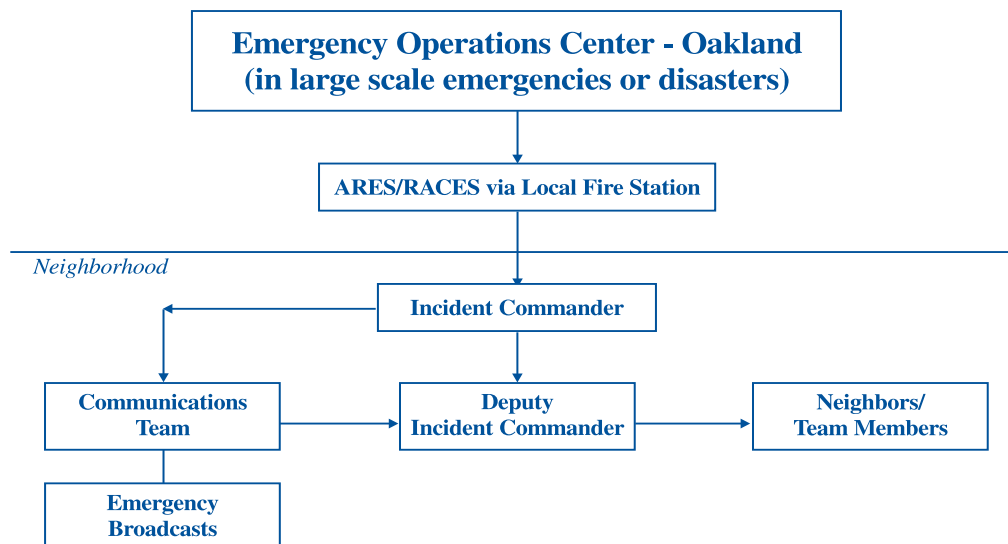 Emergency Operations Center - Oakland
(in large scale emergencies or disasters)
ARES/RACES via Local Fire Station
Neighborhood
Incident Commander
Communications
Team
Deputy
Incident Commander
Neighbors/
Team Members
Emergency
Broadcasts